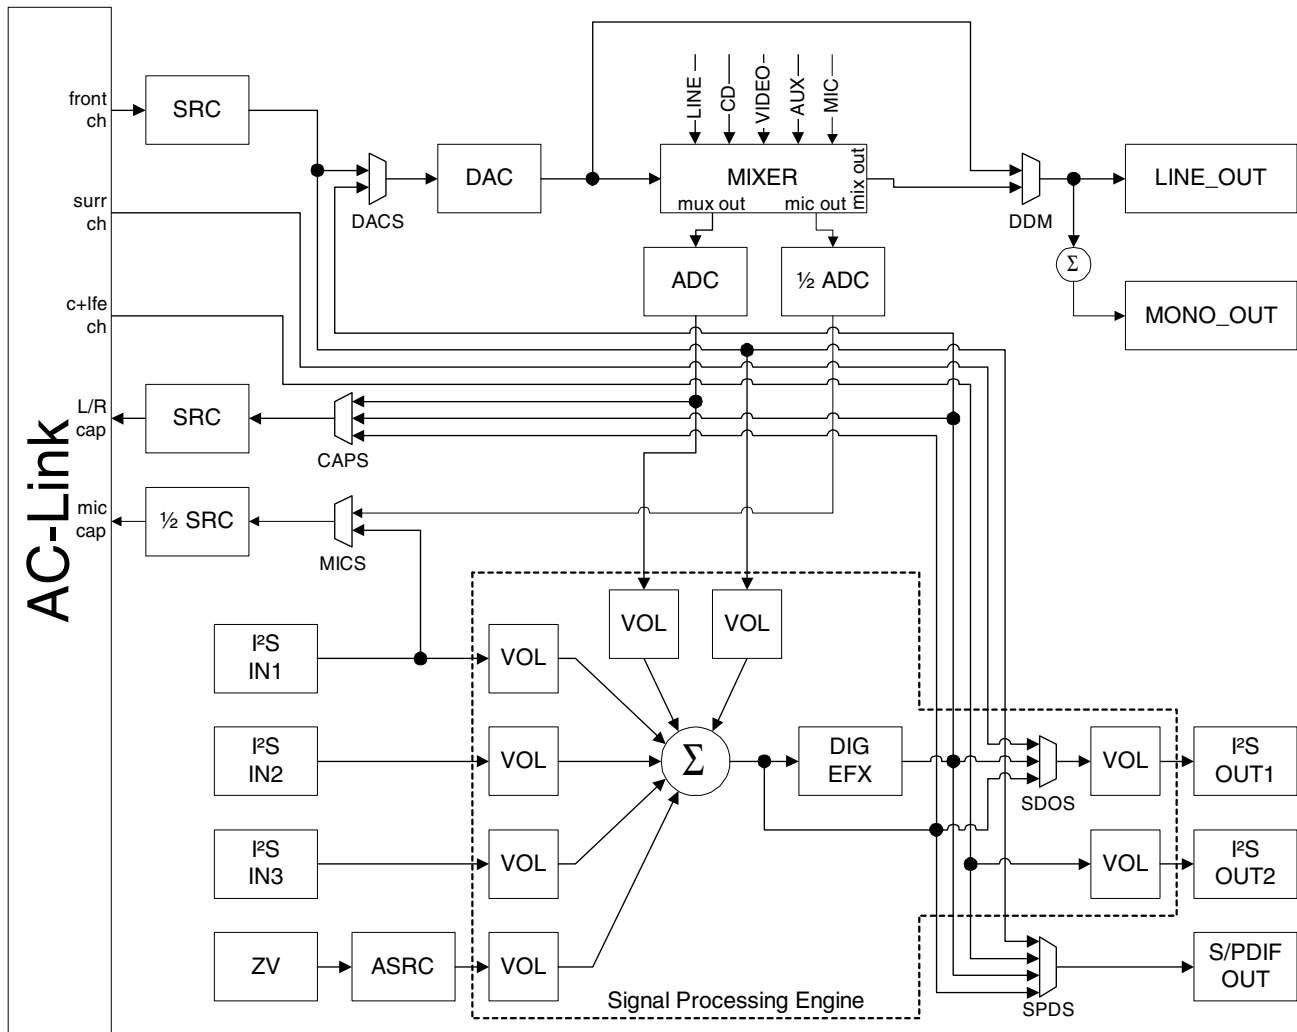 AC-Link
front
ch
SRC
surr
ch
DACS
DAC
LINE
CD
VIDEO
AUX
MIC
MIXER
mix out
mux out
mic out
DDM
LINE_OUT
Σ
MONO_OUT
ADC
½ ADC
c+lfe
ch
L/R
cap
SRC
CAPS
mic
cap
½ SRC
MICS
VOL
VOL
I²S
IN1
VOL
I²S
IN2
VOL
Σ
DIG
EFX
SDOS
VOL
I²S
OUT1
I²S
IN3
VOL
VOL
I²S
OUT2
ZV
ASRC
VOL
Signal Processing Engine
SPDS
S/PDIF
OUT